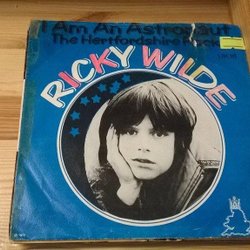 I Am An Astronaut
The Hertfordshire Rock
RICKY WILDE